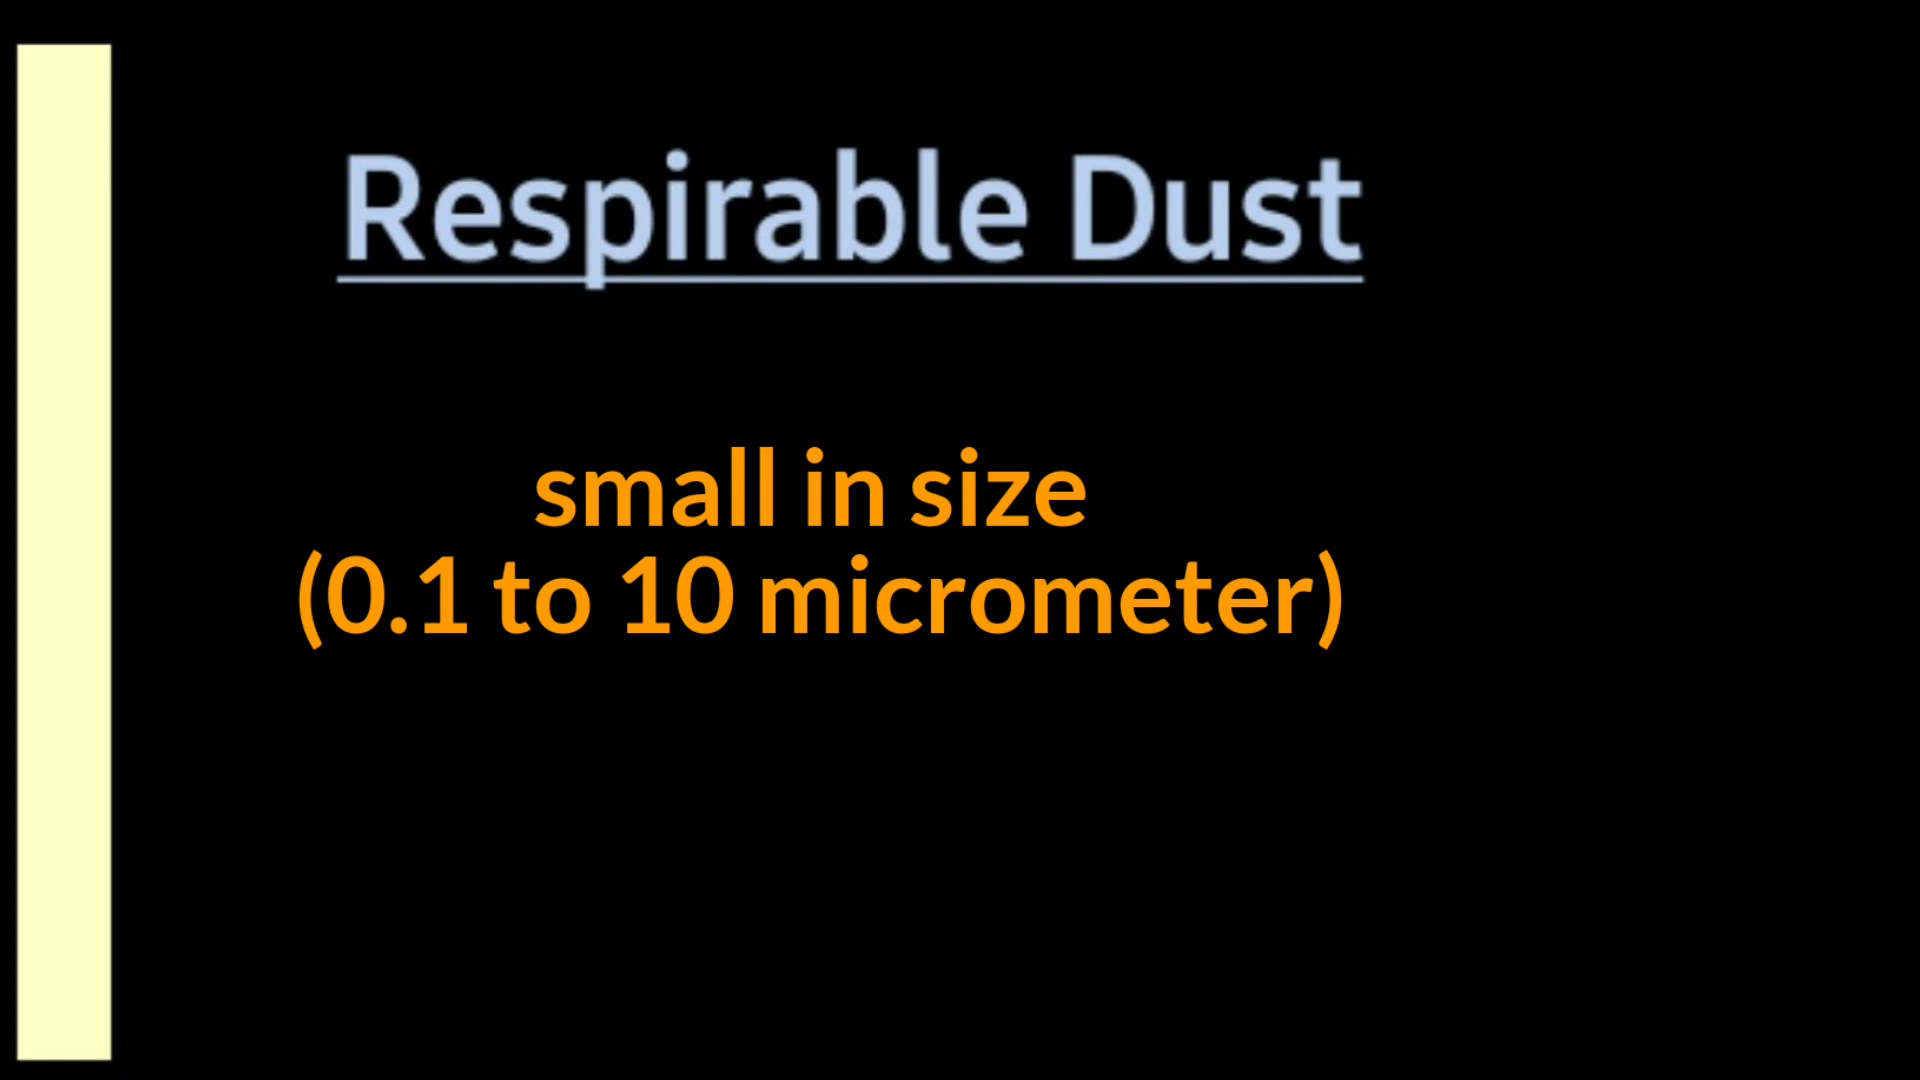 Respirable Dust
small in size
(0.1 to 10 micrometer)